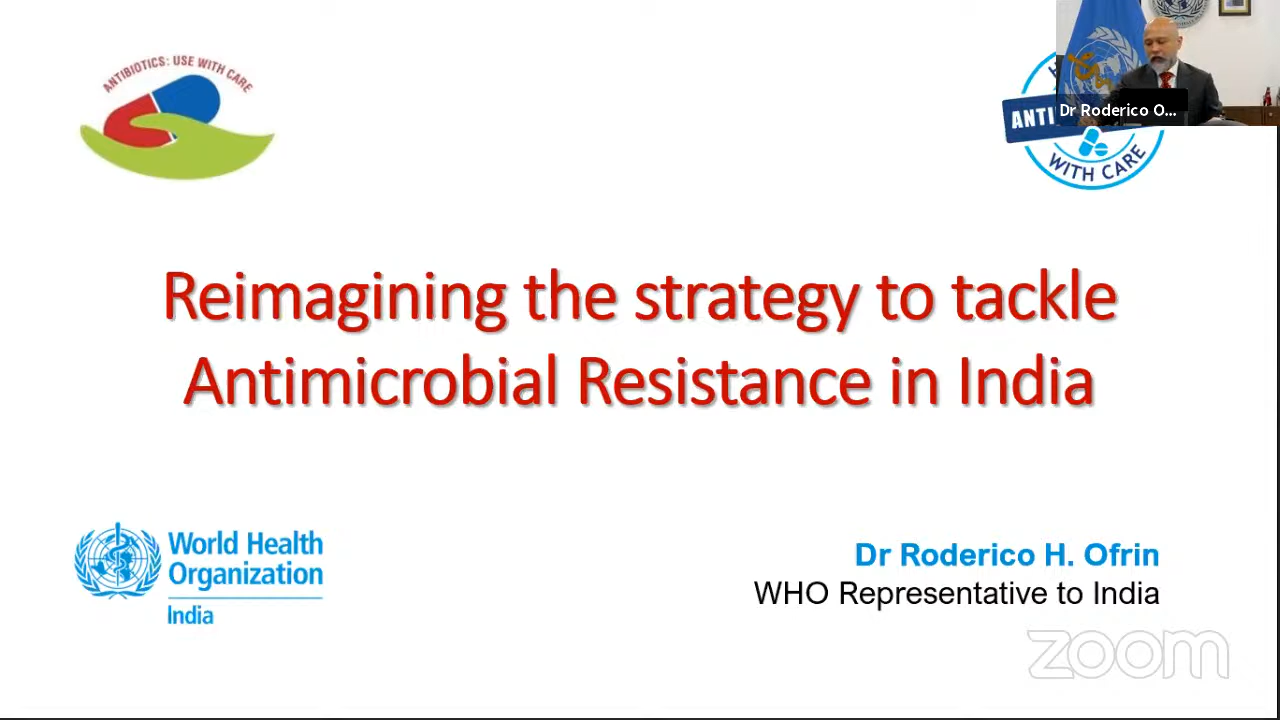 ANTIBIOTICS: USE WITH CARE
Dr Roderico O...
ANTI
WITH CARE
Reimagining the strategy to tackle
Antimicrobial Resistance in India
World Health
Organization
India
Dr Roderico H. Ofrin
WHO Representative to India
zoom